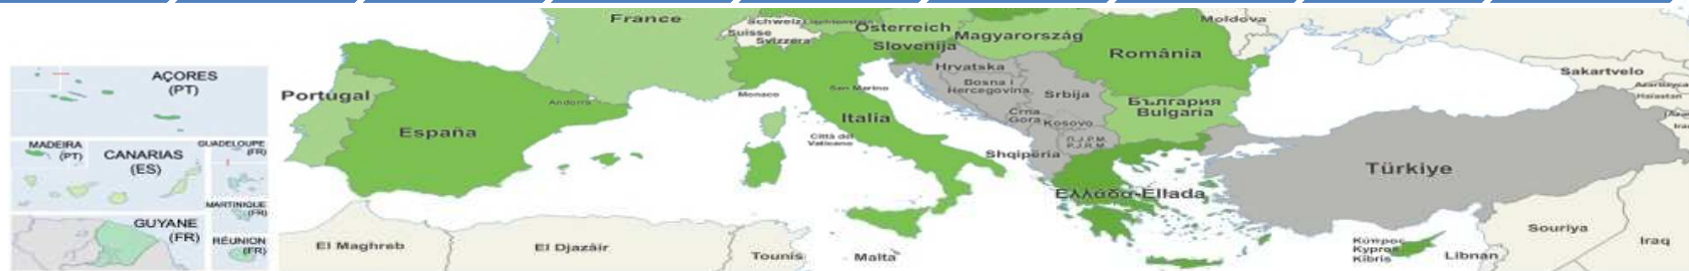 France
Schweiz
Liechtenstein
Suisse
Svizzera
Österreich
Magyarország
Slovenija
România
Moldova
Hrvatska
Bosna i
Hercegovina
Srbija
Crna
Gora
Kosovo
P.J.R.M.
България
Bulgaria
Shqipëria
Ελλάδα-Ellada
Türkiye
Sakartvelo
Portugal
España
Andorra
Monaco
San Marino
Italia
Città del
Vaticano
AÇORES
(PT)
MADEIRA
(PT)
CANARIAS
(ES)
GUADELOUPE
(FR)
MARTINIQUE
(FR)
GUYANE
(FR)
RÉUNION
(FR)
El Maghreb
El Djazâir
Tounis
Malta
Κύπρος
Kypros
Kibris
Libnan
Souriya
Iraq